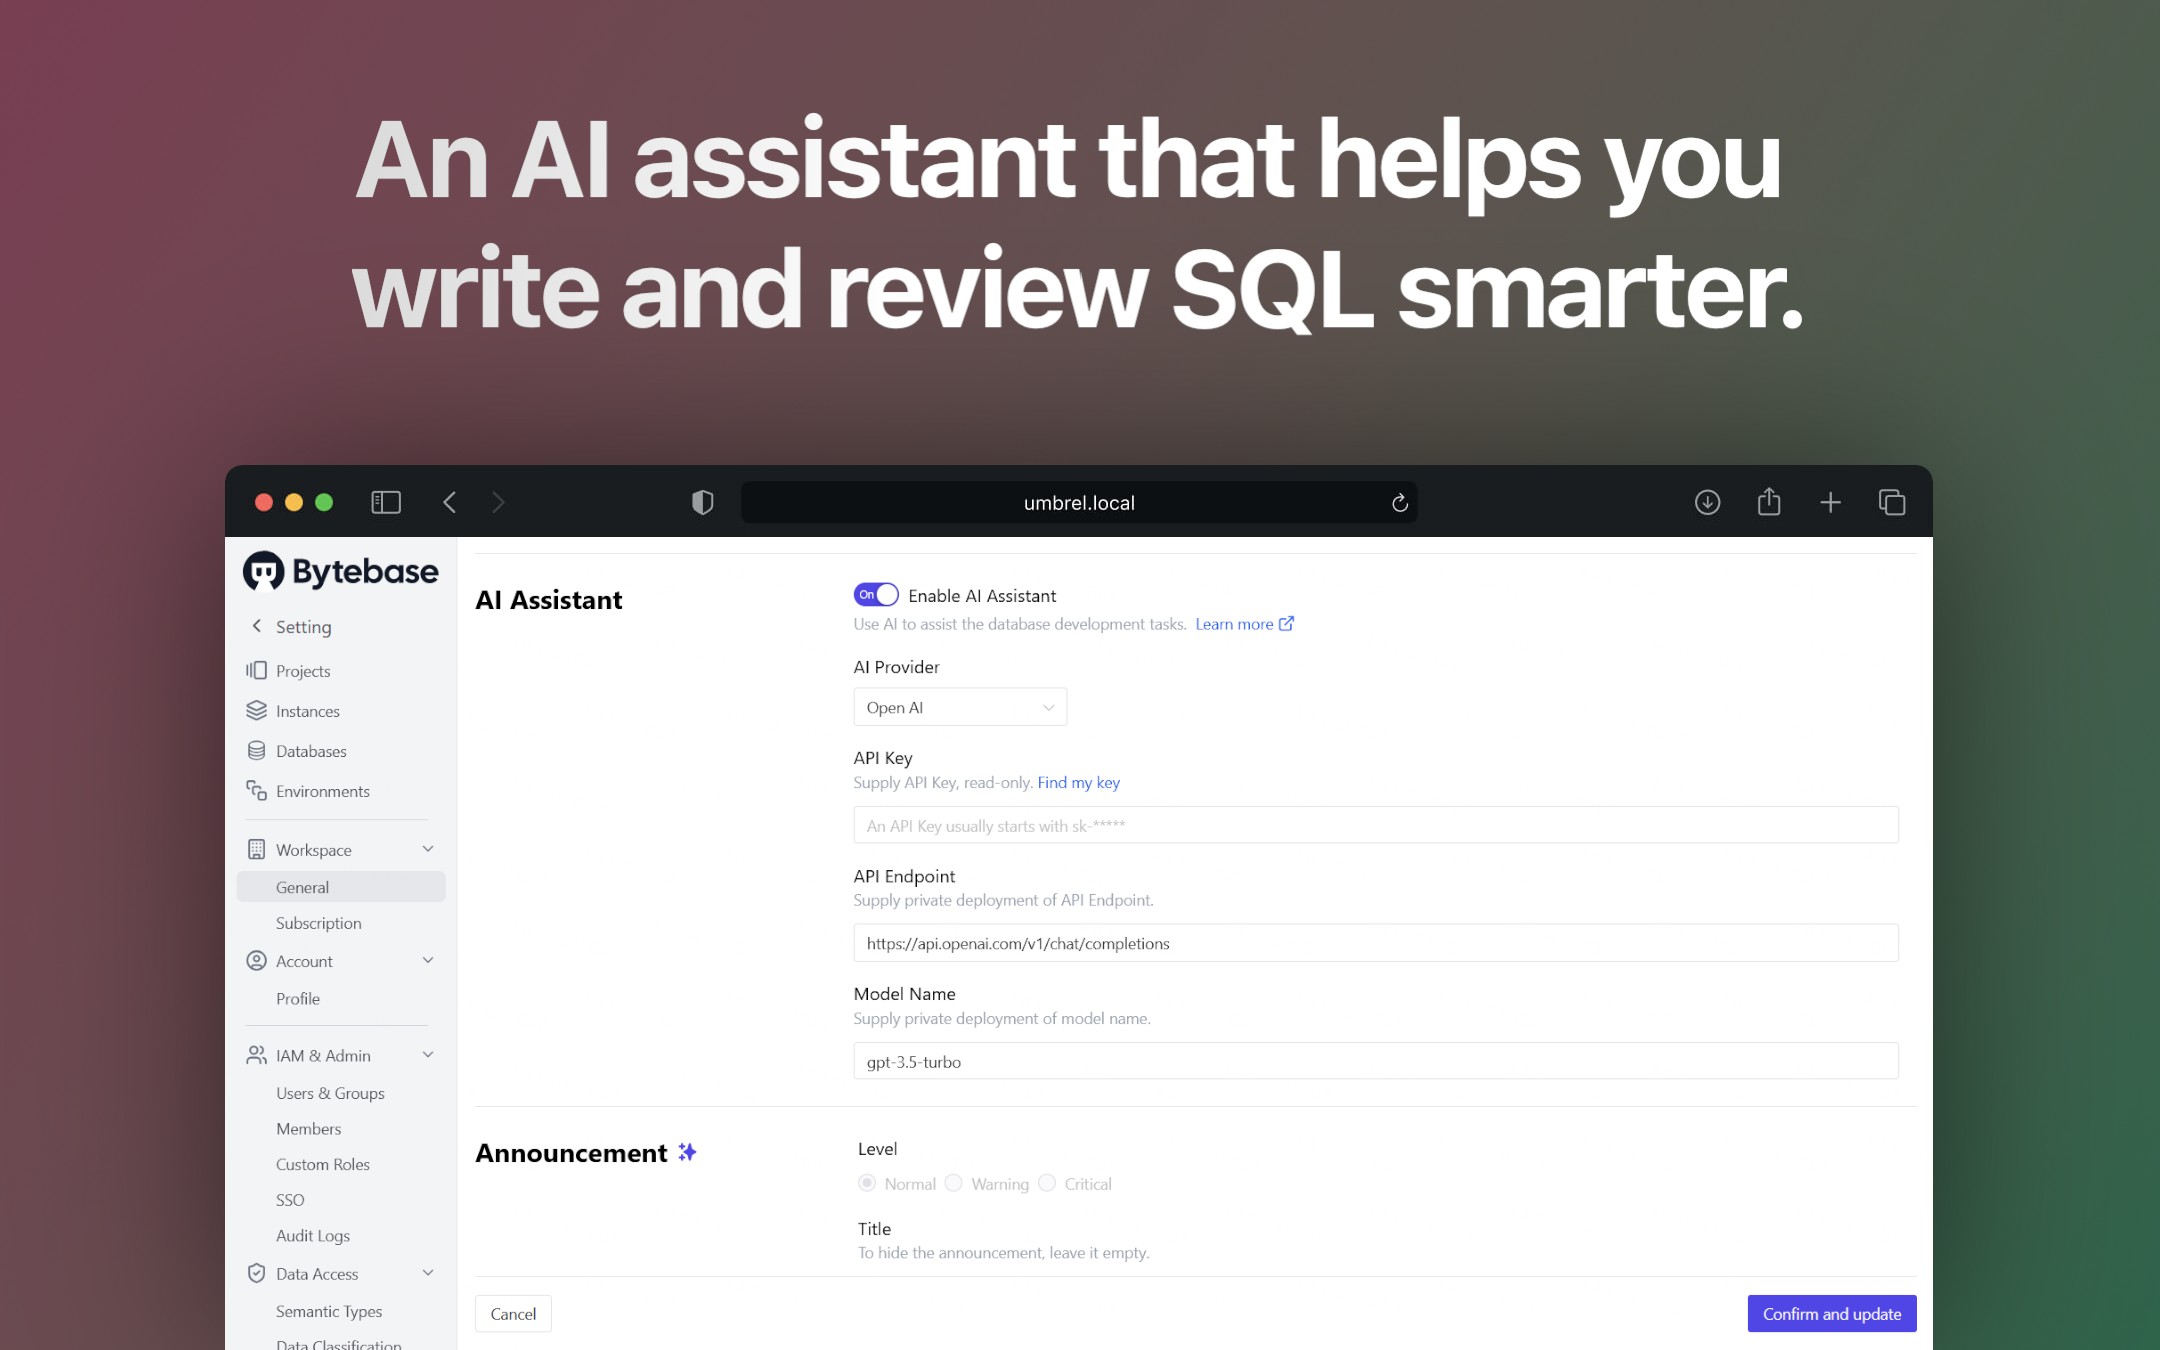 An AI assistant that helps you
write and review SQL smarter.
umbrel.local
Bytebase
Setting
Projects
Instances
Databases
Environments
Workspace
General
Subscription
Account
Profile
IAM & Admin
Users & Groups
Members
Custom Roles
SSO
Audit Logs
Data Access
Semantic Types
Data Classification
AI Assistant
On Enable AI Assistant
Use AI to assist the database development tasks. Learn more
AI Provider
Open AI
API Key
Supply API Key, read-only. Find my key
An API Key usually starts with sk-*****
API Endpoint
Supply private deployment of API Endpoint.
https://api.openai.com/v1/chat/completions
Model Name
Supply private deployment of model name.
gpt-3.5-turbo
Announcement
Level
Normal Warning Critical
Title
To hide the announcement, leave it empty.
Cancel
Confirm and update